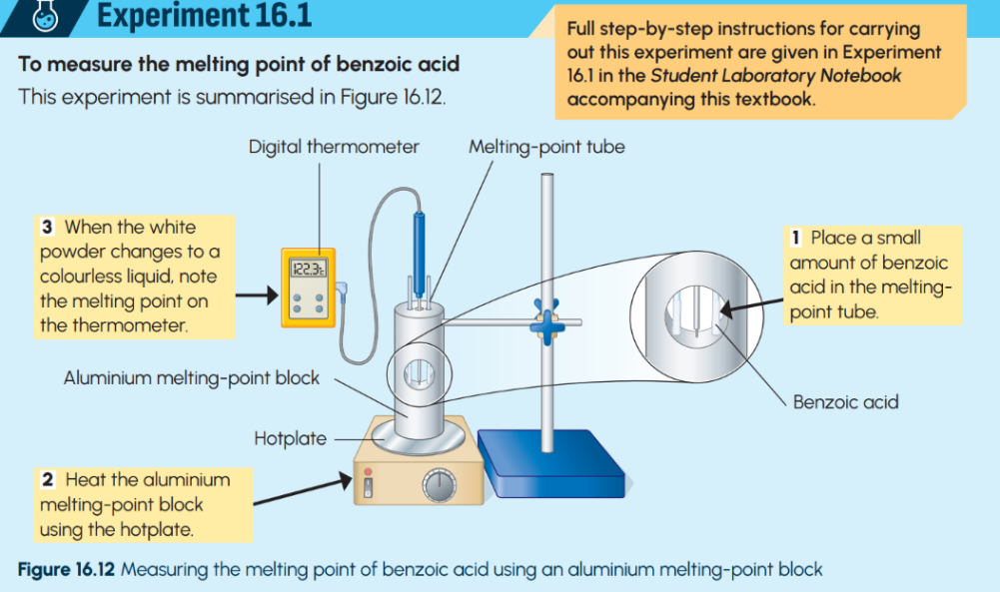 Experiment 16.1
Full step-by-step instructions for carrying
out this experiment are given in Experiment
16.1 in the Student Laboratory Notebook
accompanying this textbook.
To measure the melting point of benzoic acid
This experiment is summarised in Figure 16.12.
Digital thermometer
Melting-point tube
3 When the white
powder changes to a
colourless liquid, note
the melting point on
the thermometer.
122.3c
1 Place a small
amount of benzoic
acid in the melting-
point tube.
Aluminium melting-point block
Benzoic acid
Hotplate
2 Heat the aluminium
melting-point block
using the hotplate.
Figure 16.12 Measuring the melting point of benzoic acid using an aluminium melting-point block